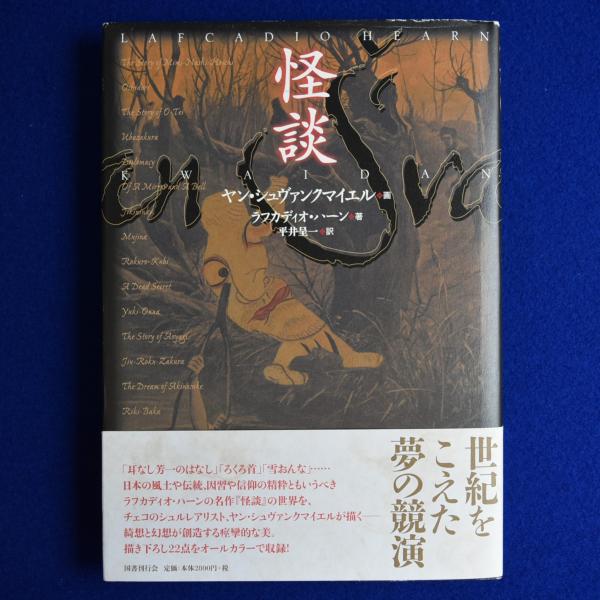 LAFCADIO HEARN
怪談
KWAIDAN
The Story of Mimi-Nashi-Hoichi
Oshidori
The Story of O-Tei
Ubazakura
Diplomacy
Of A Mirror and A Bell
Jikininki
Mujina
Rokuro-Kubi
A Dead Secret
Yuki-Onna
The Story of Aoyagi
Jiu-Roku-Zakura
The Dream of Akinosuke
Riki-Baka
ヤン・シュヴァンクマイエル◆画
ラフカディオ・ハーン◆著
平井呈一◆訳
世紀を
こえた
夢の競演
「耳なし芳一のはなし」「ろくろ首」「雪おんな」……
日本の風土や伝統、因習や信仰の精粋ともいうべき
ラフカディオ・ハーンの名作『怪談』の世界を、
チェコのシュルレアリスト、ヤン・シュヴァンクマイエルが描く――
綺想と幻想が創造する痙攣的な美。
描き下ろし22点をオールカラーで収録!
国書刊行会 定価:本体2800円+税